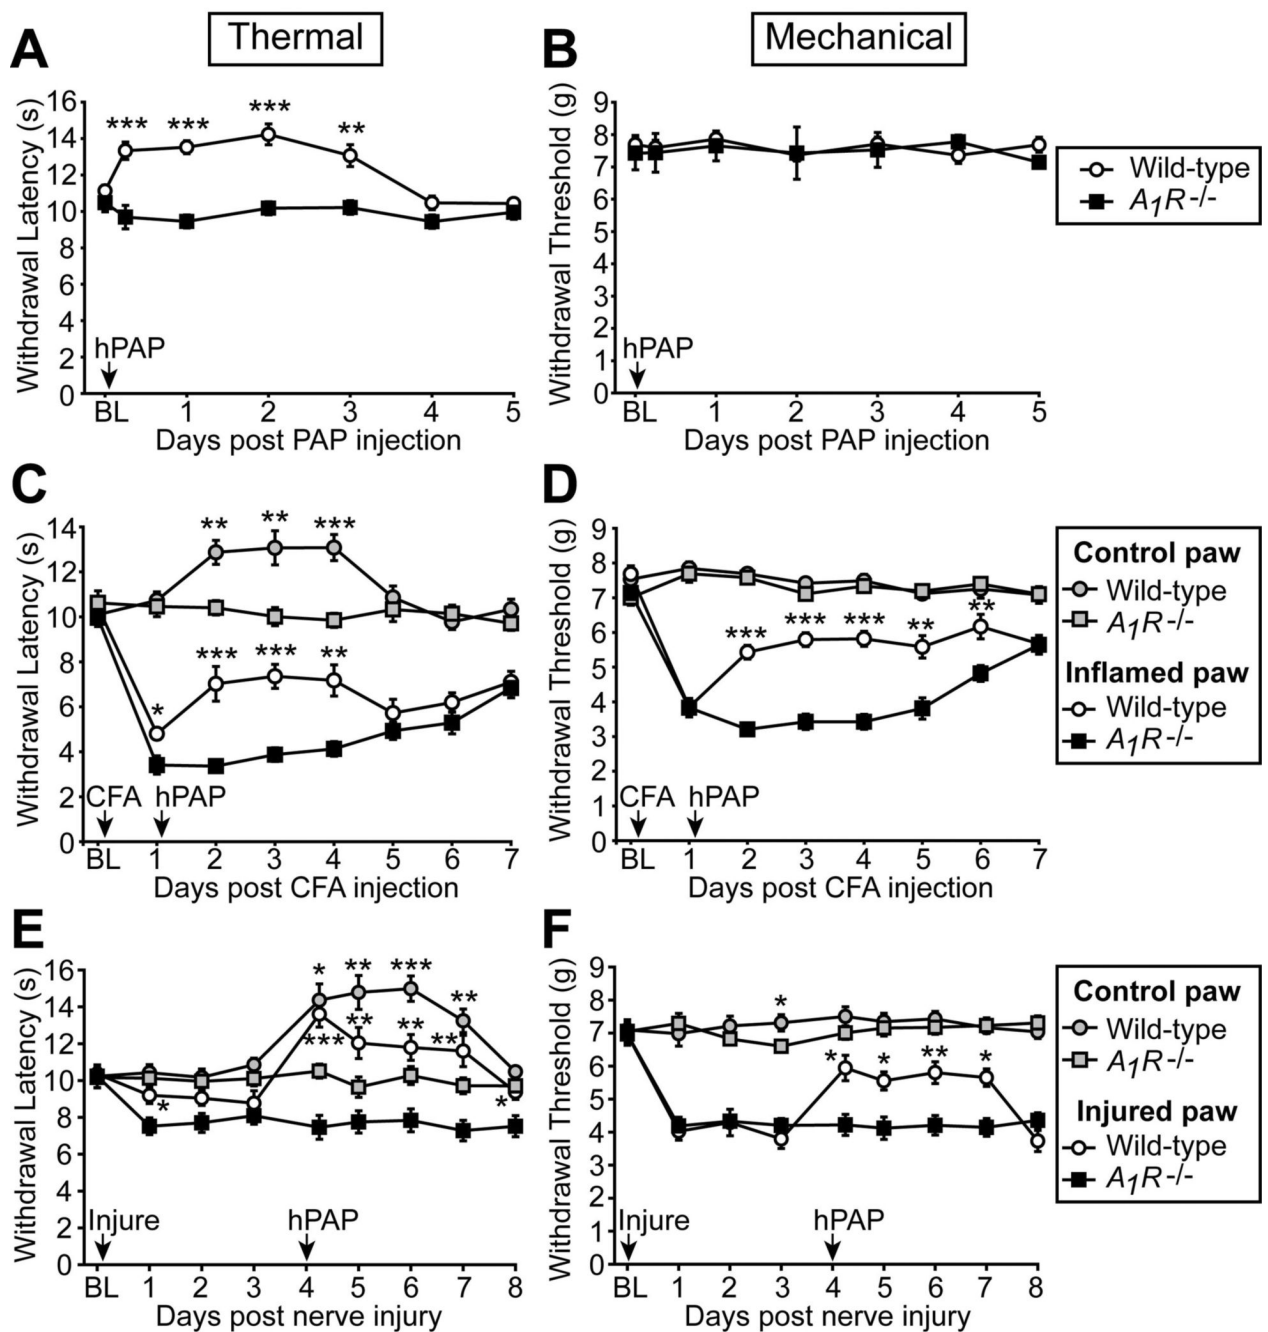 Thermal
Mechanical
A
Withdrawal Latency (s)
16
14
12
10
8
6
4
2
0
***
***
***
**
hPAP
BL 1 2 3 4 5
Days post PAP injection
B
Withdrawal Threshold (g)
9
8
7
6
5
4
3
2
1
0
hPAP
BL 1 2 3 4 5
Days post PAP injection
Wild-type
A1R-/-
C
Withdrawal Latency (s)
14
12
10
8
6
4
2
0
** ** ***
*** *** **
*
CFA hPAP
BL 1 2 3 4 5 6 7
Days post CFA injection
D
Withdrawal Threshold (g)
9
8
7
6
5
4
3
2
1
0
*** *** *** ** **
CFA hPAP
BL 1 2 3 4 5 6 7
Days post CFA injection
Control paw
Wild-type
A1R-/-
Inflamed paw
Wild-type
A1R-/-
E
Withdrawal Latency (s)
16
14
12
10
8
6
4
2
0
* ** *** **
*** ** ** **
* *
Injure hPAP
BL 1 2 3 4 5 6 7 8
Days post nerve injury
F
Withdrawal Threshold (g)
9
8
7
6
5
4
3
2
1
0
*
* * ** *
Injure hPAP
BL 1 2 3 4 5 6 7 8
Days post nerve injury
Control paw
Wild-type
A1R-/-
Injured paw
Wild-type
A1R-/-